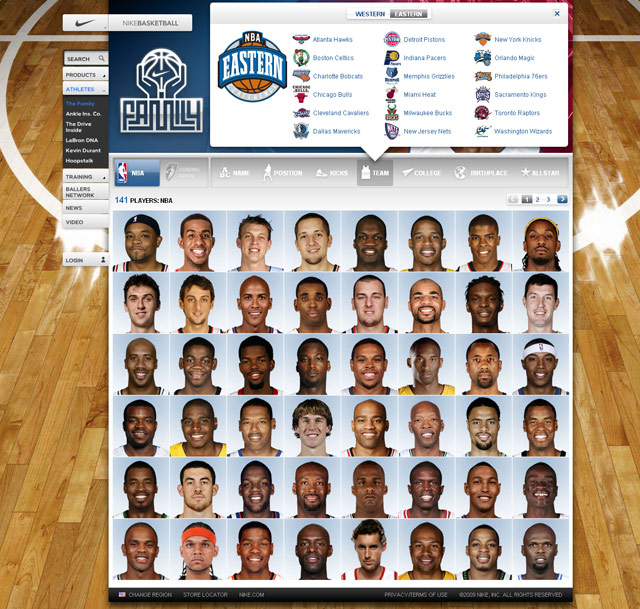 NIKEBASKETBALL
WESTERN EASTERN
SEARCH
PRODUCTS
ATHLETES
The Family
Ankle Ins. Co.
The Drive
Inside
LeBron DNA
Kevin Durant
Hoopstalk
TRAINING
BALLERS
NETWORK
NEWS
VIDEO
LOGIN
FAMILY
NBA
EASTERN
Atlanta Hawks
Boston Celtics
Charlotte Bobcats
Chicago Bulls
Cleveland Cavaliers
Dallas Mavericks
Detroit Pistons
Indiana Pacers
Memphis Grizzlies
Miami Heat
Milwaukee Bucks
New Jersey Nets
New York Knicks
Orlando Magic
Philadelphia 76ers
Sacramento Kings
Toronto Raptors
Washington Wizards
NBA
COMING
SOON
NAME
POSITION
KICKS
TEAM
COLLEGE
BIRTHPLACE
ALLSTAR
141 PLAYERS: NBA
1 2 3
CHANGE REGION STORE LOCATOR NIKE.COM PRIVACY/TERMS OF USE ©2009 NIKE, INC. ALL RIGHTS RESERVED